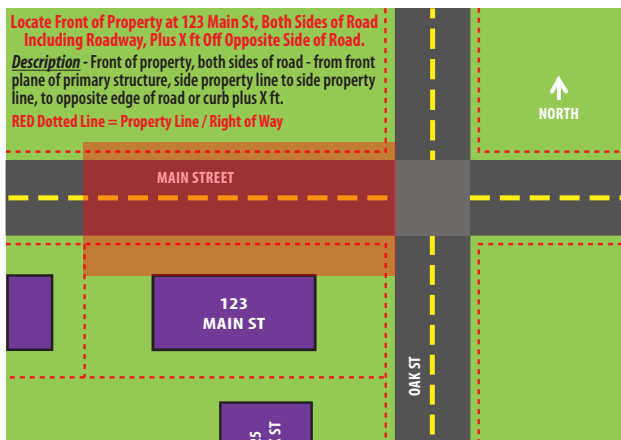 Locate Front of Property at 123 Main St, Both Sides of Road
Including Roadway, Plus X ft Off Opposite Side of Road.
Description - Front of property, both sides of road - from front
plane of primary structure, side property line to side property
line, to opposite edge of road or curb plus X ft.
RED Dotted Line = Property Line / Right of Way
NORTH
MAIN STREET
123
MAIN ST
OAK ST